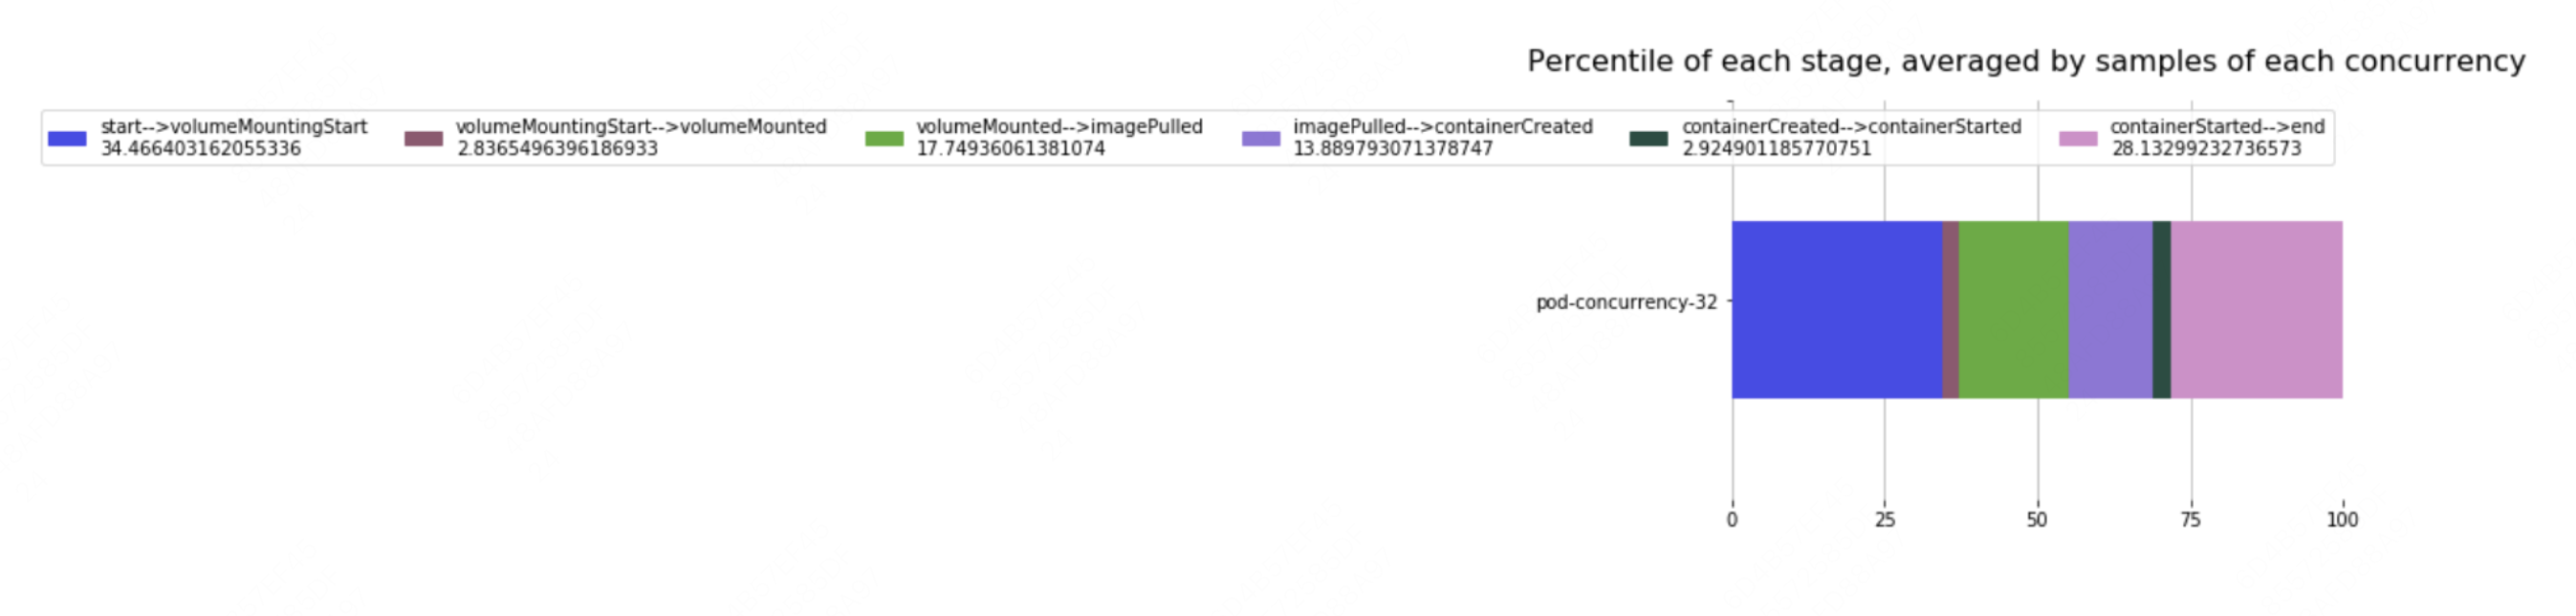 Percentile of each stage, averaged by samples of each concurrency
start-->volumeMountingStart
34.466403162055336
volumeMountingStart-->volumeMounted
2.8365496396186933
volumeMounted-->imagePulled
17.74936061381074
imagePulled-->containerCreated
13.889793071378747
containerCreated-->containerStarted
2.924901185770751
containerStarted-->end
28.13299232736573
pod-concurrency-32
0 25 50 75 100